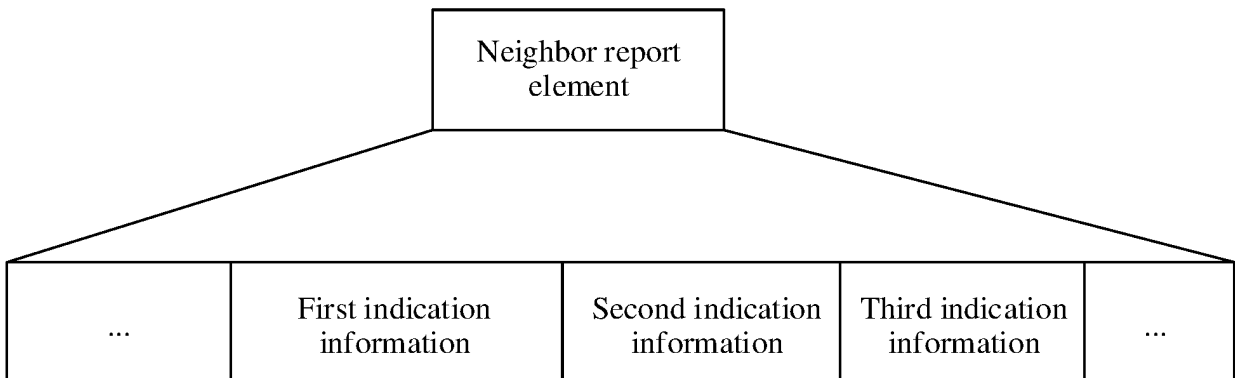 Neighbor report
element
...
First indication
information
Second indication
information
Third indication
information
...